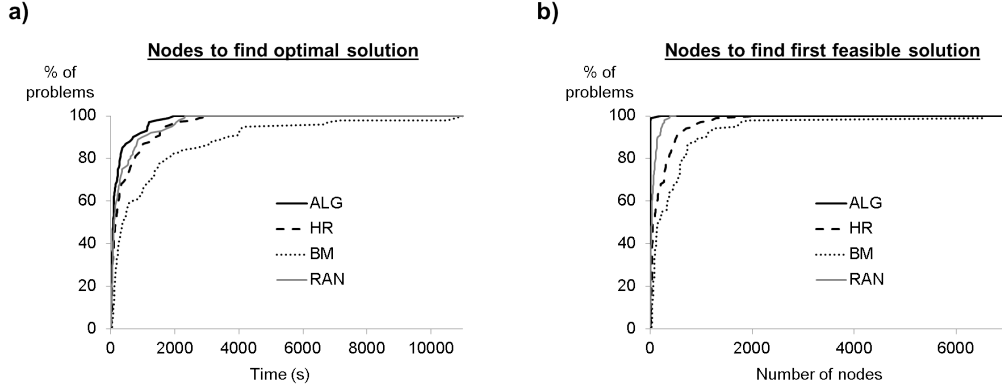 a)
Nodes to find optimal solution
% of
problems
100
80
60
40
20
0
0 2000 4000 6000 8000 10000
Time (s)
ALG
HR
BM
RAN
b)
Nodes to find first feasible solution
% of
problems
100
80
60
40
20
0
0 2000 4000 6000
Number of nodes
ALG
HR
BM
RAN